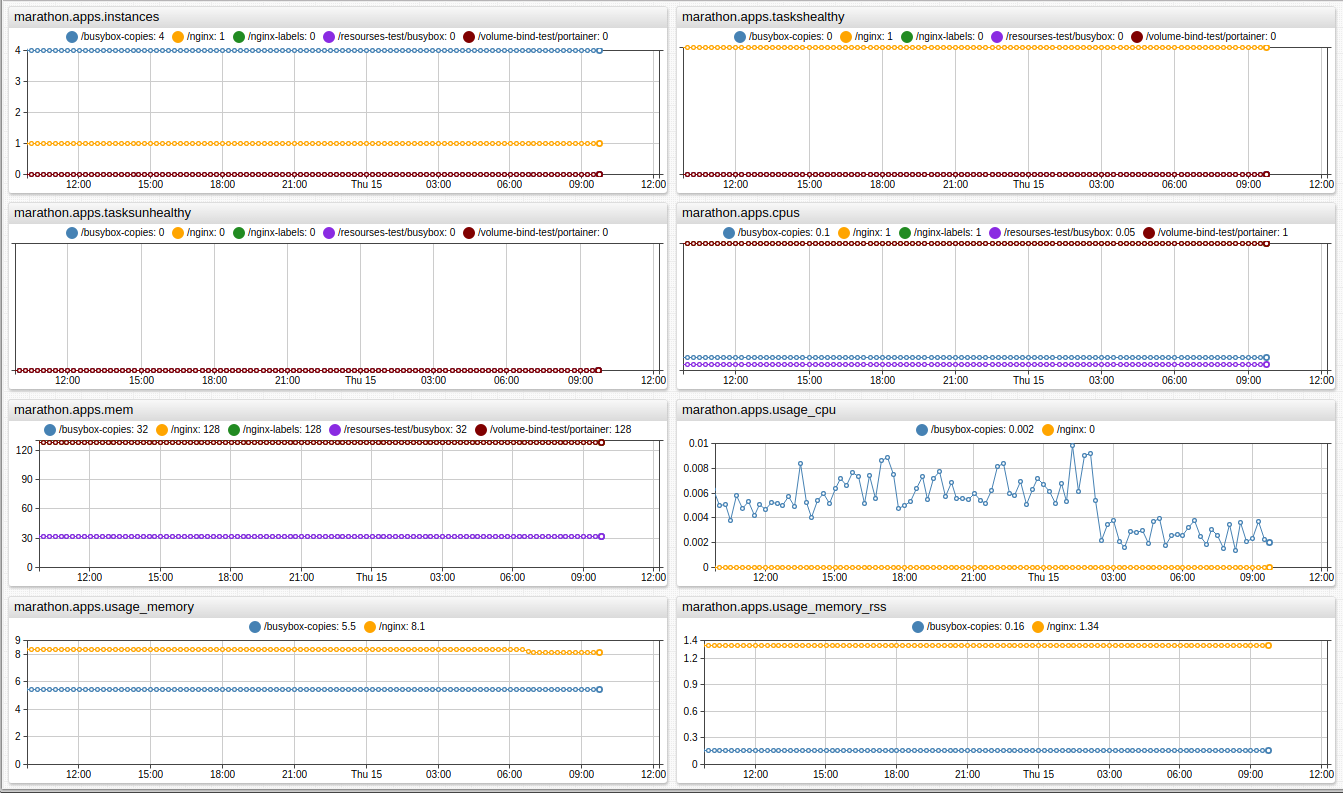 marathon.apps.instances
/busybox-copies: 4 /nginx: 1 /nginx-labels: 0 /resourses-test/busybox: 0 /volume-bind-test/portainer: 0
4
3
2
1
0
12:00 15:00 18:00 21:00 Thu 15 03:00 06:00 09:00 12:00
marathon.apps.taskshealthy
/busybox-copies: 0 /nginx: 1 /nginx-labels: 0 /resourses-test/busybox: 0 /volume-bind-test/portainer: 0
12:00 15:00 18:00 21:00 Thu 15 03:00 06:00 09:00 12:00
marathon.apps.tasksunhealthy
/busybox-copies: 0 /nginx: 0 /nginx-labels: 0 /resourses-test/busybox: 0 /volume-bind-test/portainer: 0
12:00 15:00 18:00 21:00 Thu 15 03:00 06:00 09:00 12:00
marathon.apps.cpus
/busybox-copies: 0.1 /nginx: 1 /nginx-labels: 1 /resourses-test/busybox: 0.05 /volume-bind-test/portainer: 1
12:00 15:00 18:00 21:00 Thu 15 03:00 06:00 09:00 12:00
marathon.apps.mem
/busybox-copies: 32 /nginx: 128 /nginx-labels: 128 /resourses-test/busybox: 32 /volume-bind-test/portainer: 128
120
90
60
30
0
12:00 15:00 18:00 21:00 Thu 15 03:00 06:00 09:00 12:00
marathon.apps.usage_cpu
/busybox-copies: 0.002 /nginx: 0
0.01
0.008
0.006
0.004
0.002
0
12:00 15:00 18:00 21:00 Thu 15 03:00 06:00 09:00 12:00
marathon.apps.usage_memory
/busybox-copies: 5.5 /nginx: 8.1
9
8
6
4
2
0
12:00 15:00 18:00 21:00 Thu 15 03:00 06:00 09:00 12:00
marathon.apps.usage_memory_rss
/busybox-copies: 0.16 /nginx: 1.34
1.4
1.2
0.9
0.6
0.3
0
12:00 15:00 18:00 21:00 Thu 15 03:00 06:00 09:00 12:00